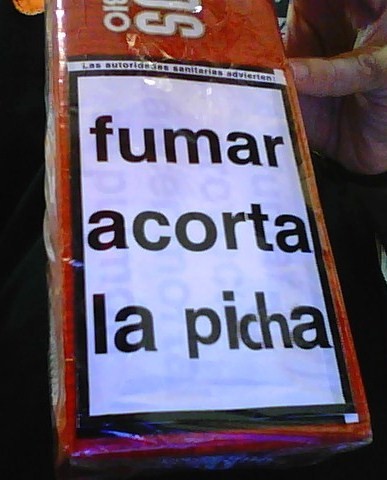 Las autoridades sanitarias advierten:
fumar
acorta
la picha